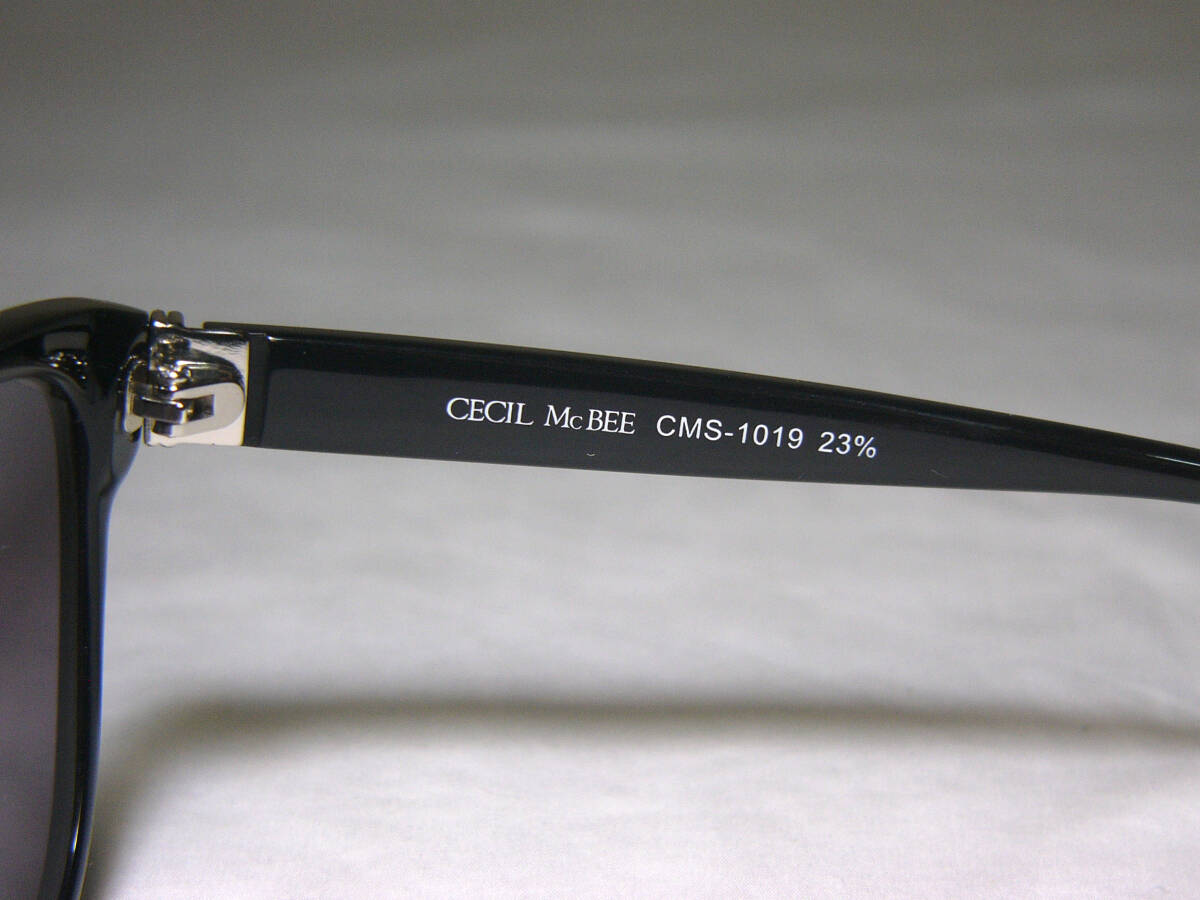 CECIL McBEE CMS-1019 23%